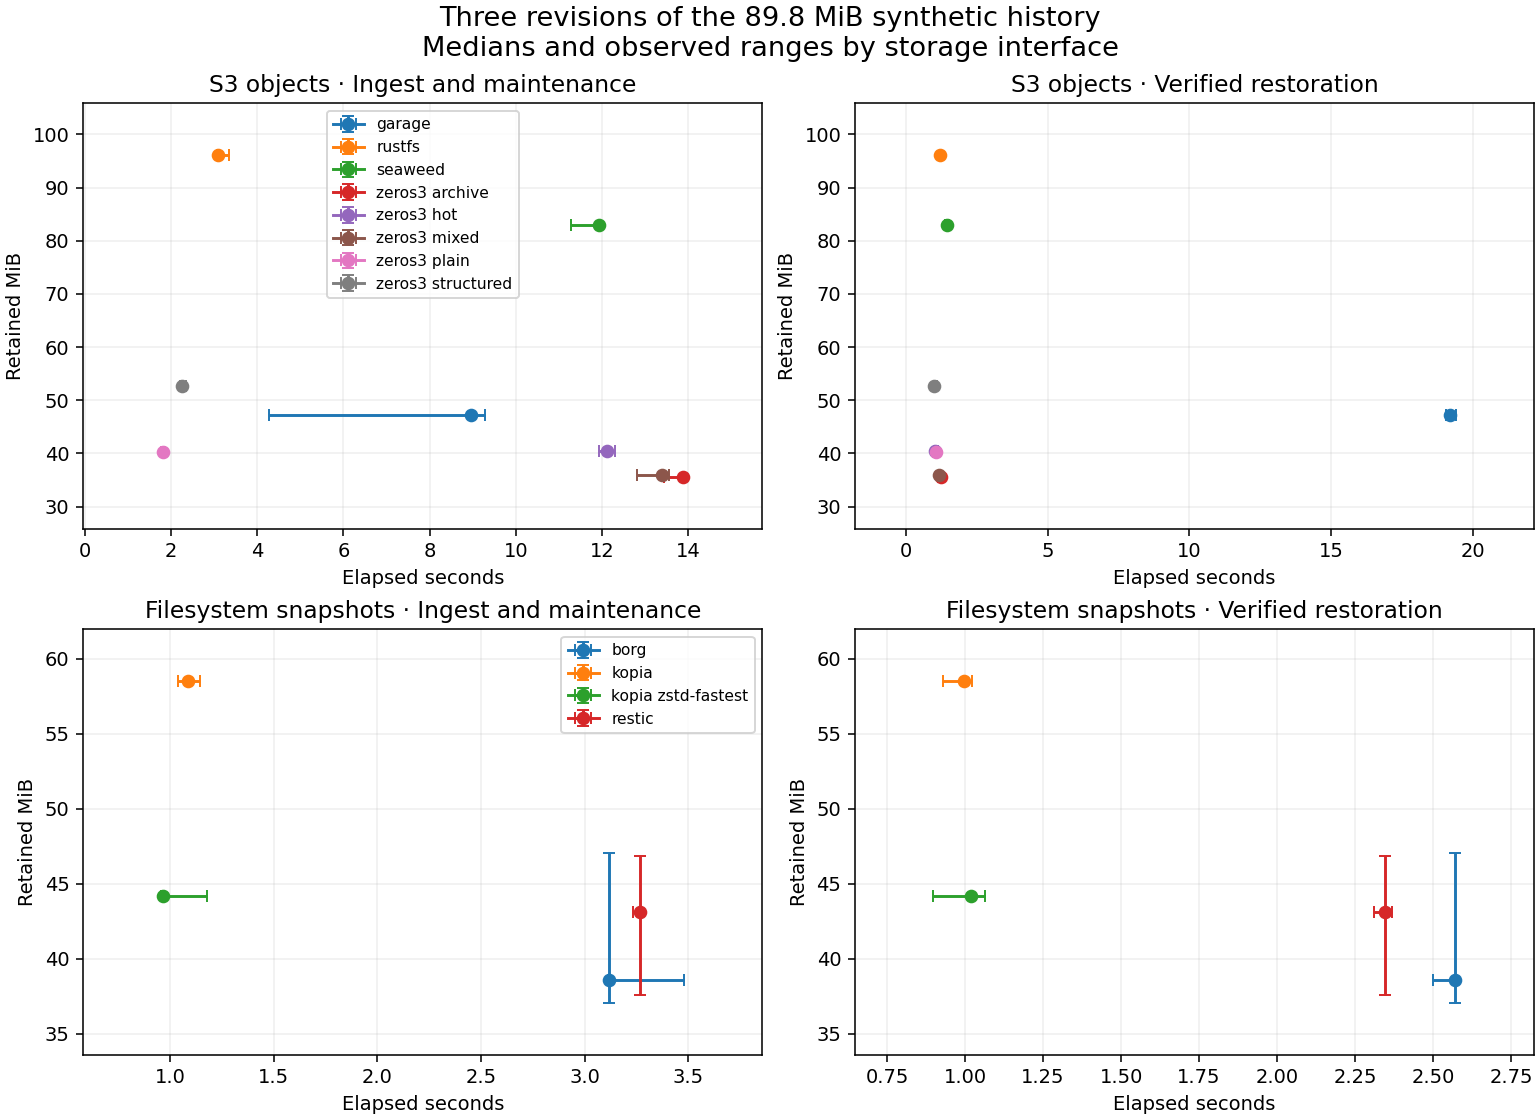 Three revisions of the 89.8 MiB synthetic history
Medians and observed ranges by storage interface
S3 objects · Ingest and maintenance
100
90
80
70
60
50
40
30
Retained MiB
garage
rustfs
seaweed
zeros3 archive
zeros3 hot
zeros3 mixed
zeros3 plain
zeros3 structured
0 2 4 6 8 10 12 14
Elapsed seconds
S3 objects · Verified restoration
100
90
80
70
60
50
40
30
Retained MiB
0 5 10 15 20
Elapsed seconds
Filesystem snapshots · Ingest and maintenance
60
55
50
45
40
35
Retained MiB
borg
kopia
kopia zstd-fastest
restic
1.0 1.5 2.0 2.5 3.0 3.5
Elapsed seconds
Filesystem snapshots · Verified restoration
60
55
50
45
40
35
Retained MiB
0.75 1.00 1.25 1.50 1.75 2.00 2.25 2.50 2.75
Elapsed seconds